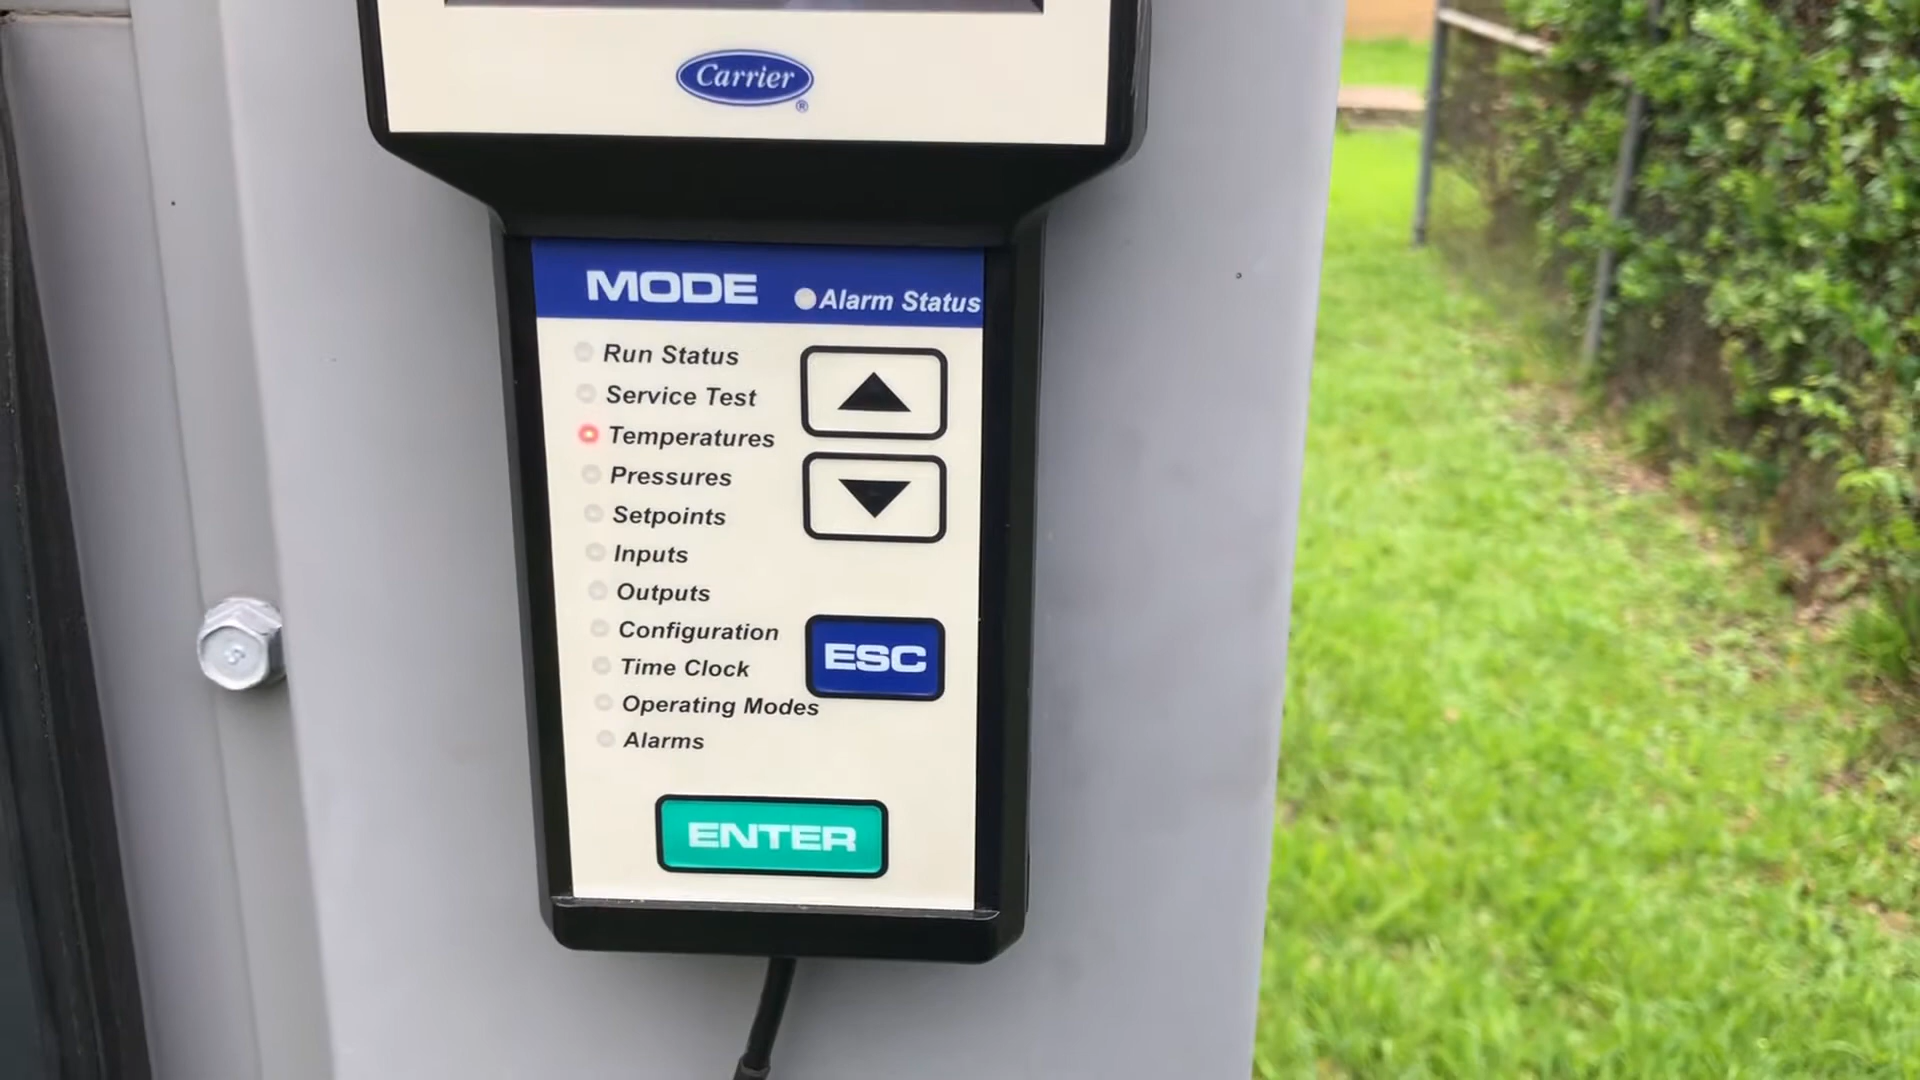 Carrier
®
MODE
Alarm Status
Run Status
Service Test
Temperatures
Pressures
Setpoints
Inputs
Outputs
Configuration
Time Clock
Operating Modes
Alarms
ESC
ENTER